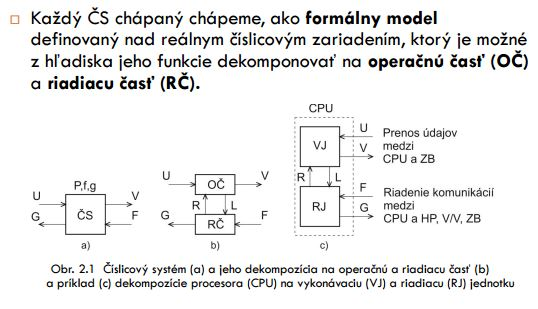 Každý ČS chápaný chápeme, ako formálny model
definovaný nad reálnym číslicovým zariadením, ktorý je možné
z hľadiska jeho funkcie dekomponovať na operačnú časť (OČ)
a riadiacu časť (RČ).
CPU
U
P,f,g
V
G
ČS
F
a)
U
OČ
V
R
L
G
RČ
F
b)
VJ
U
V
R
L
RJ
F
G
c)
Prenos údajov
medzi
CPU a ZB
Riadenie komunikácií
medzi
CPU a HP, V/V, ZB
Obr. 2.1 Číslicový systém (a) a jeho dekompozícia na operačnú a riadiacu časť (b)
a príklad (c) dekompozície procesora (CPU) na vykonávaciu (VJ) a riadiacu (RJ) jednotku